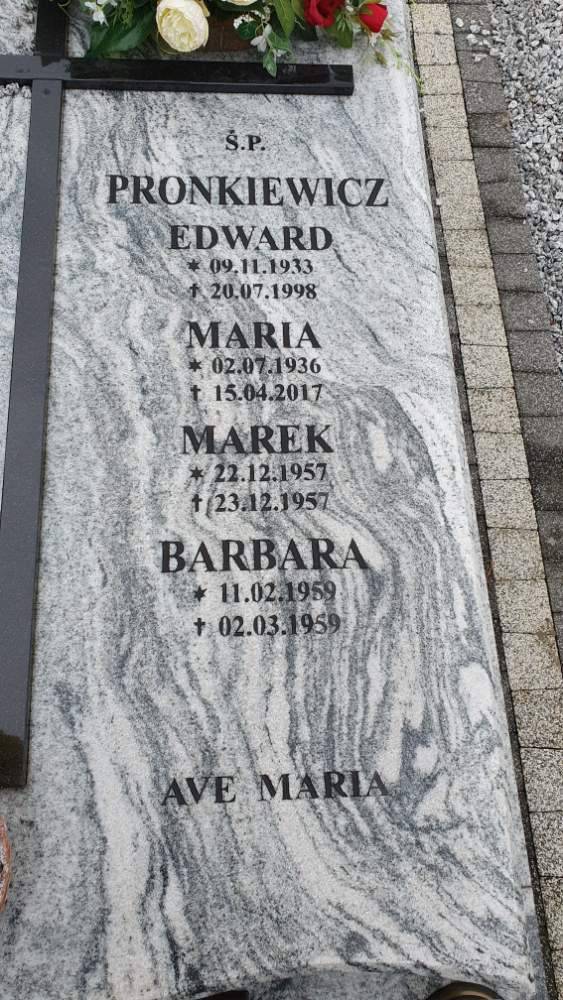 Ś.P.
PRONKIEWICZ
EDWARD
* 09.11.1933
† 20.07.1998
MARIA
* 02.07.1936
† 15.04.2017
MAREK
* 22.12.1957
† 23.12.1957
BARBARA
* 11.02.1959
† 02.03.1959
AVE MARIA